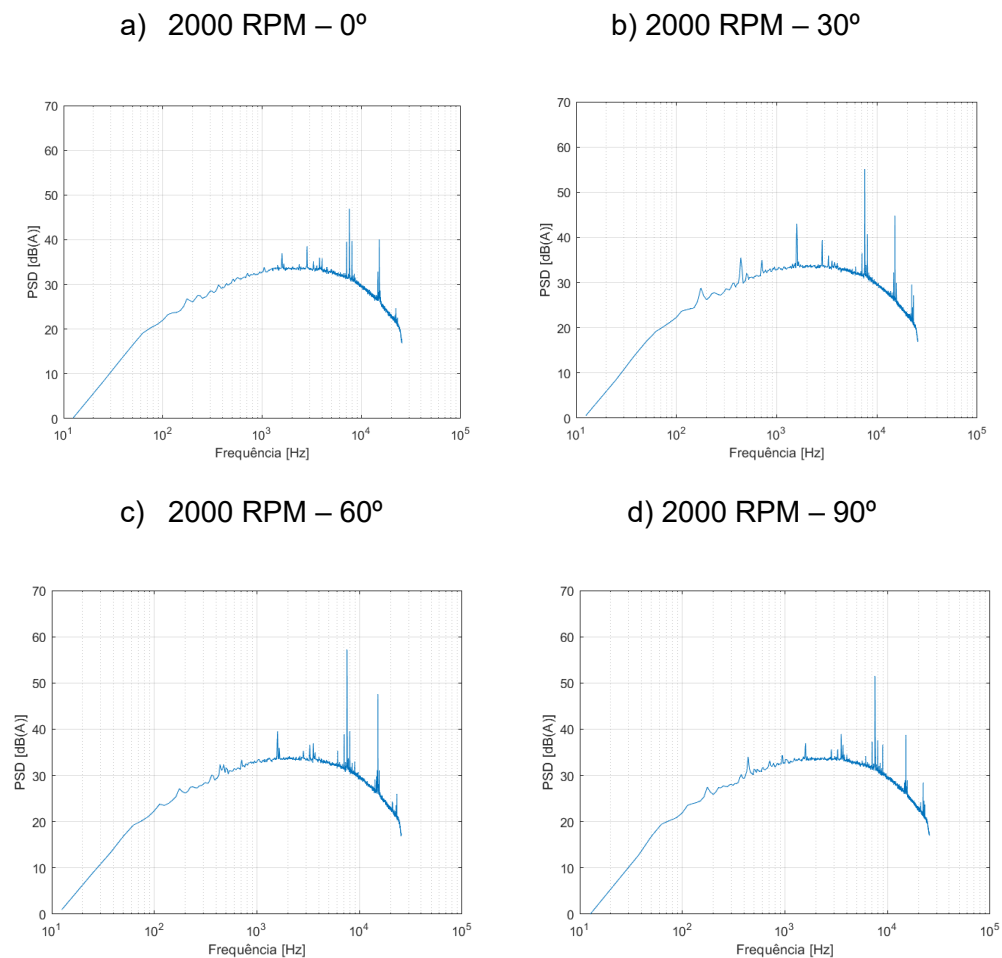 a) 2000 RPM – 0º
b) 2000 RPM – 30º
70
60
50
40
30
20
10
0
PSD [dB(A)]
10¹ 10² 10³ 10⁴ 10⁵
Frequência [Hz]
70
60
50
40
30
20
10
0
PSD [dB(A)]
10¹ 10² 10³ 10⁴ 10⁵
Frequência [Hz]
c) 2000 RPM – 60º
d) 2000 RPM – 90º
70
60
50
40
30
20
10
0
PSD [dB(A)]
10¹ 10² 10³ 10⁴ 10⁵
Frequência [Hz]
70
60
50
40
30
20
10
0
PSD [dB(A)]
10¹ 10² 10³ 10⁴ 10⁵
Frequência [Hz]